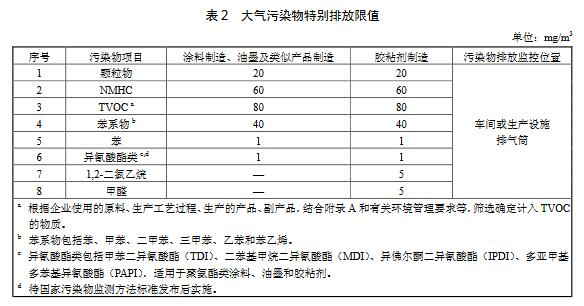 表2 大气污染物特别排放限值
单位：mg/m³
序号 污染物项目 涂料制造、油墨及类似产品制造 胶粘剂制造 污染物排放监控位置
1 颗粒物 20 20
2 NMHC 60 60
3 TVOC ᵃ 80 80
4 苯系物 ᵇ 40 40
车间或生产设施
排气筒
5 苯 1 1
6 异氰酸酯类 ᶜ,ᵈ 1 1
7 1,2-二氯乙烷 — 5
8 甲醛 — 5
ᵃ 根据企业使用的原料、生产工艺过程、生产的产品、副产品，结合附录 A 和有关环境管理要求等，筛选确定计入 TVOC
的物质。
ᵇ 苯系物包括苯、甲苯、二甲苯、三甲苯、乙苯和苯乙烯。
ᶜ 异氰酸酯类包括甲苯二异氰酸酯（TDI）、二苯基甲烷二异氰酸酯（MDI）、异佛尔酮二异氰酸酯（IPDI）、多亚甲基
多苯基异氰酸酯（PAPI）。适用于聚氨酯类涂料、油墨和胶粘剂。
ᵈ 待国家污染物监测方法标准发布后实施。